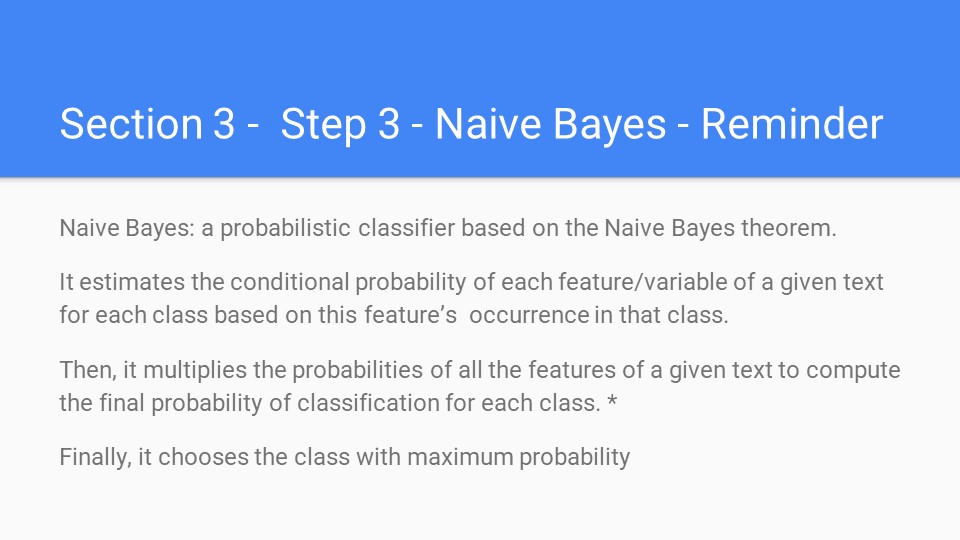 Section 3 -  Step 3 - Naive Bayes - Reminder
Naive Bayes: a probabilistic classifier based on the Naive Bayes theorem.
It estimates the conditional probability of each feature/variable of a given text
for each class based on this feature’s  occurrence in that class.
Then, it multiplies the probabilities of all the features of a given text to compute
the final probability of classification for each class. *
Finally, it chooses the class with maximum probability